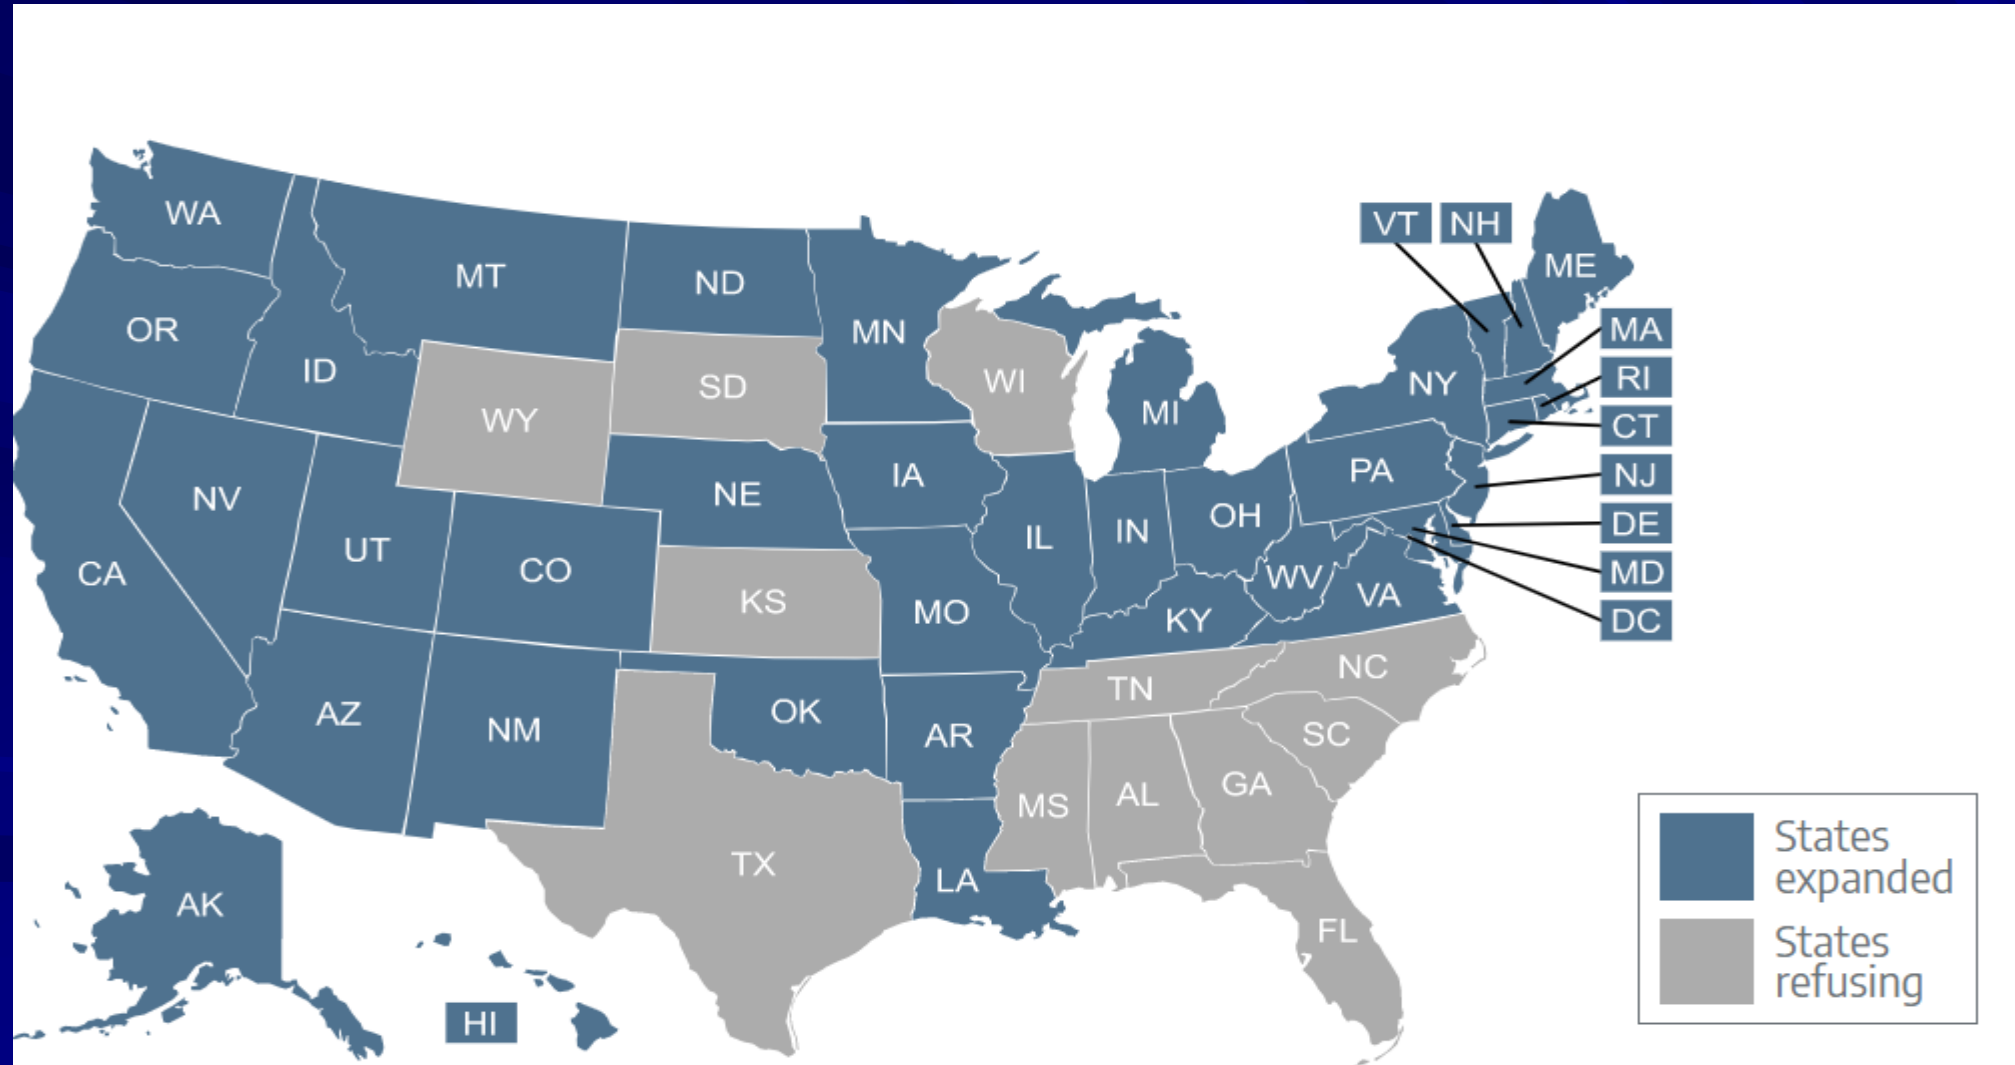 WA
MT
ND
MN
VT
NH
ME
OR
ID
WY
SD
WI
MI
NY
MA
RI
CT
NJ
DE
MD
DC
NV
UT
CO
NE
IA
IL
IN
OH
PA
CA
KS
MO
KY
WV
VA
AZ
NM
OK
AR
TN
NC
SC
TX
LA
MS
AL
GA
FL
AK
HI
States
expanded
States
refusing